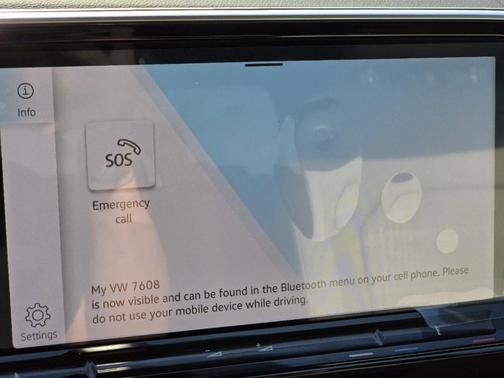 Info
SOS
Emergency
call
My VW 7608
is now visible and can be found in the Bluetooth menu on your cell phone. Please
do not use your mobile device while driving.
Settings